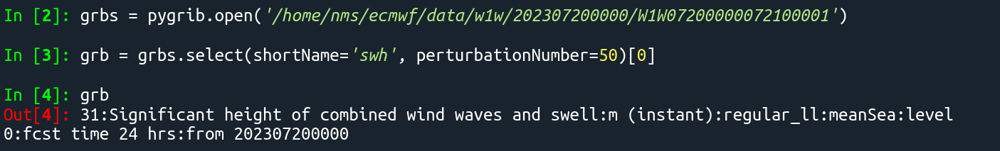 In [2]: grbs = pygrib.open('/home/nms/ecmwf/data/w1w/202307200000/W1W07200000072100001')
In [3]: grb = grbs.select(shortName='swh', perturbationNumber=50)[0]
In [4]: grb
Out[4]: 31:Significant height of combined wind waves and swell:m (instant):regular_ll:meanSea:level
0:fcst time 24 hrs:from 202307200000